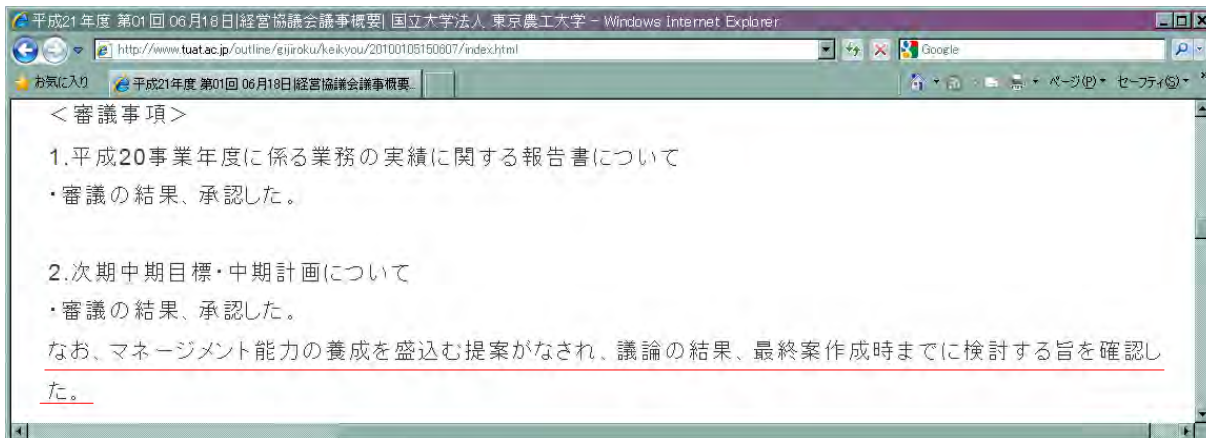 平成21年度 第01回 06月18日|経営協議会議事概要| 国立大学法人 東京農工大学 - Windows Internet Explorer
http://www.tuat.ac.jp/outline/gijiroku/keikyou/20100105150607/index.html Google
お気に入り 平成21年度 第01回 06月18日|経営協議会議事概要... ページ(P) セーフティ(S)
＜審議事項＞
1.平成20事業年度に係る業務の実績に関する報告書について
・審議の結果、承認した。
2.次期中期目標・中期計画について
・審議の結果、承認した。
なお、マネージメント能力の養成を盛込む提案がなされ、議論の結果、最終案作成時までに検討する旨を確認し
た。